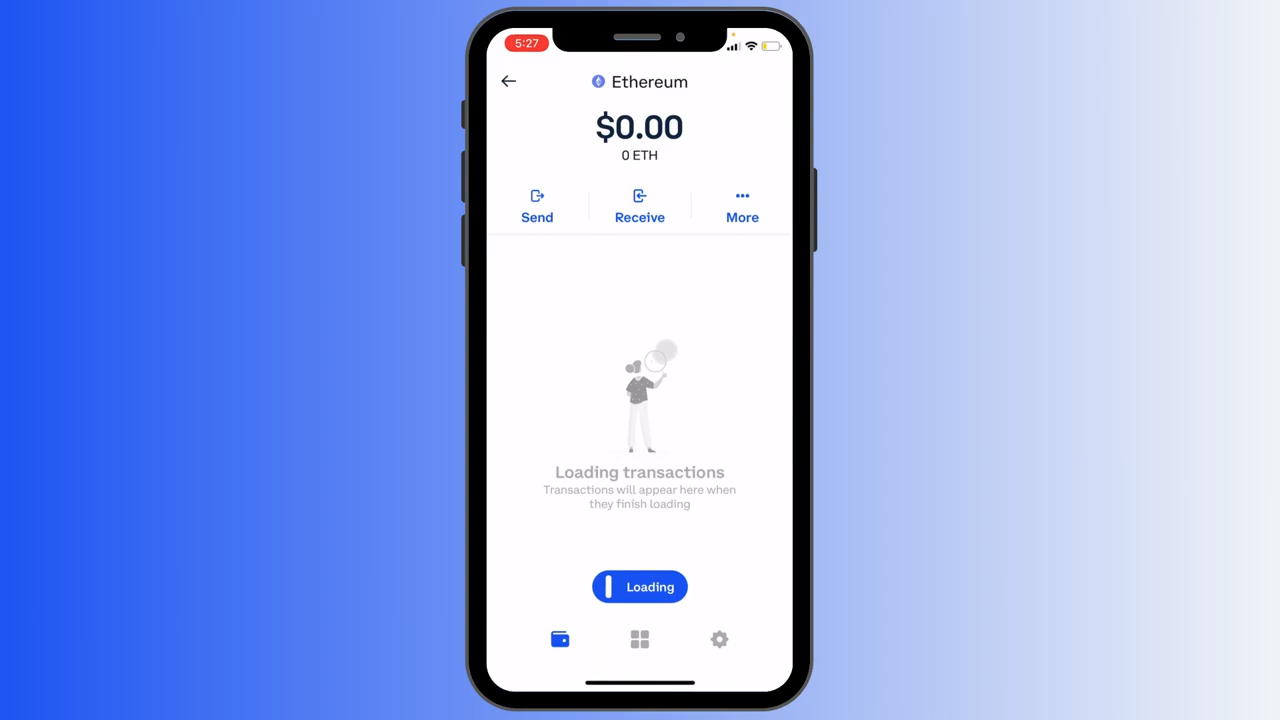 5:27
Ethereum
$0.00
0 ETH
Send
Receive
More
Loading transactions
Transactions will appear here when
they finish loading
Loading